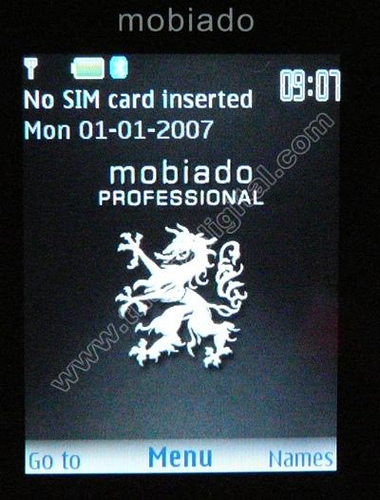 mobiado
09:07
No SIM card inserted
Mon 01-01-2007
mobiado
PROFESSIONAL
Go to Menu Names